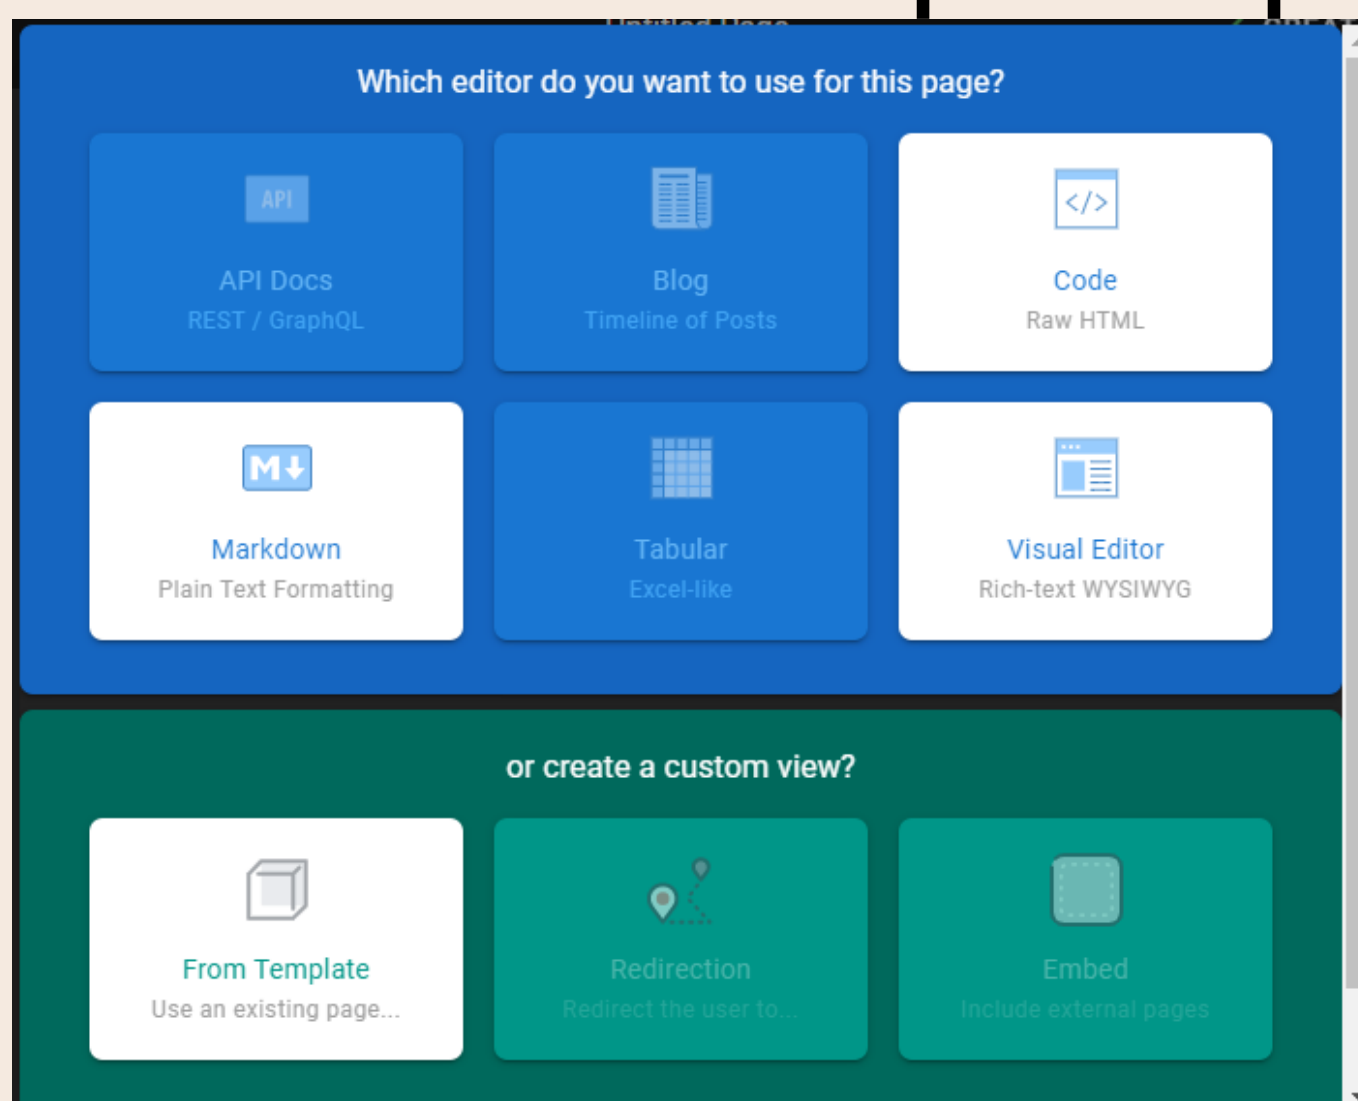 Untitled Page
Which editor do you want to use for this page?
API
API Docs
REST / GraphQL
Blog
Timeline of Posts
</>
Code
Raw HTML
M
Markdown
Plain Text Formatting
Tabular
Excel-like
Visual Editor
Rich-text WYSIWYG
or create a custom view?
From Template
Use an existing page...
Redirection
Redirect the user to...
Embed
Include external pages